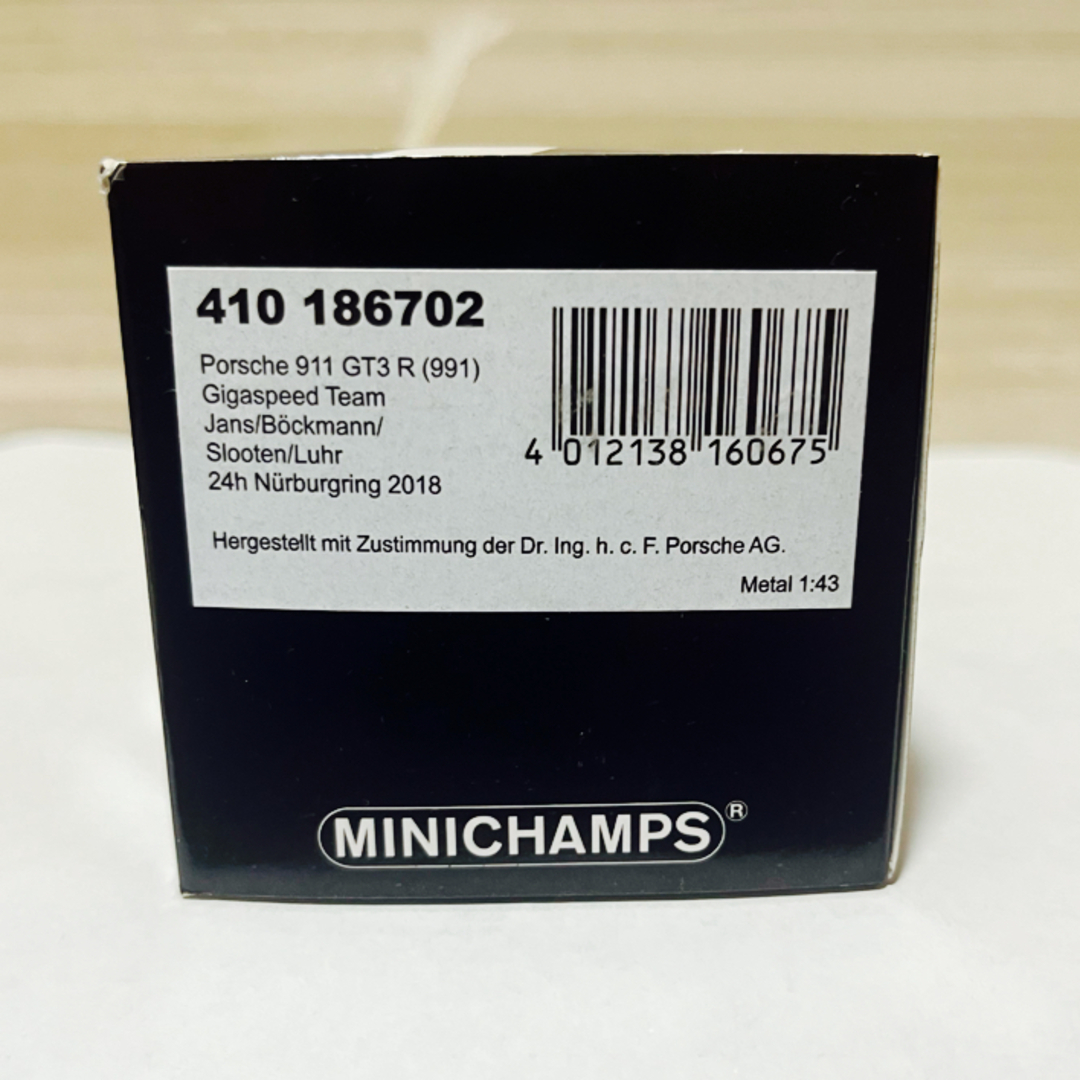 410 186702
Porsche 911 GT3 R (991)
Gigaspeed Team
Jans/Böckmann/
Slooten/Luhr
24h Nürburgring 2018
4 012138 160675
Hergestellt mit Zustimmung der Dr. Ing. h. c. F. Porsche AG.
Metal 1:43
MINICHAMPS®